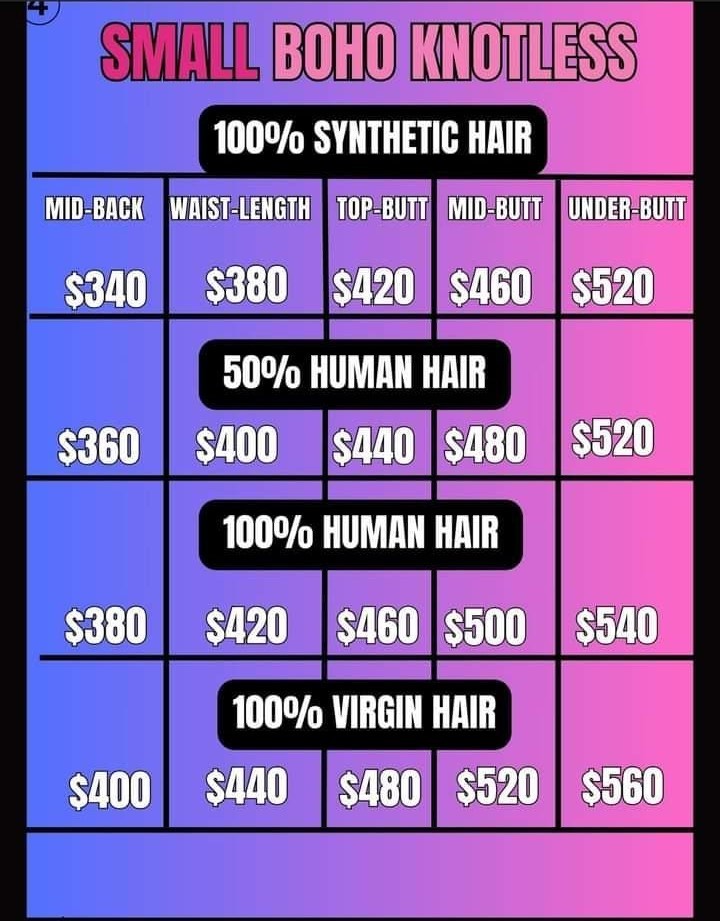 4
SMALL BOHO KNOTLESS
100% SYNTHETIC HAIR
MID-BACK WAIST-LENGTH TOP-BUTT MID-BUTT UNDER-BUTT
$340 $380 $420 $460 $520
50% HUMAN HAIR
$360 $400 $440 $480 $520
100% HUMAN HAIR
$380 $420 $460 $500 $540
100% VIRGIN HAIR
$400 $440 $480 $520 $560